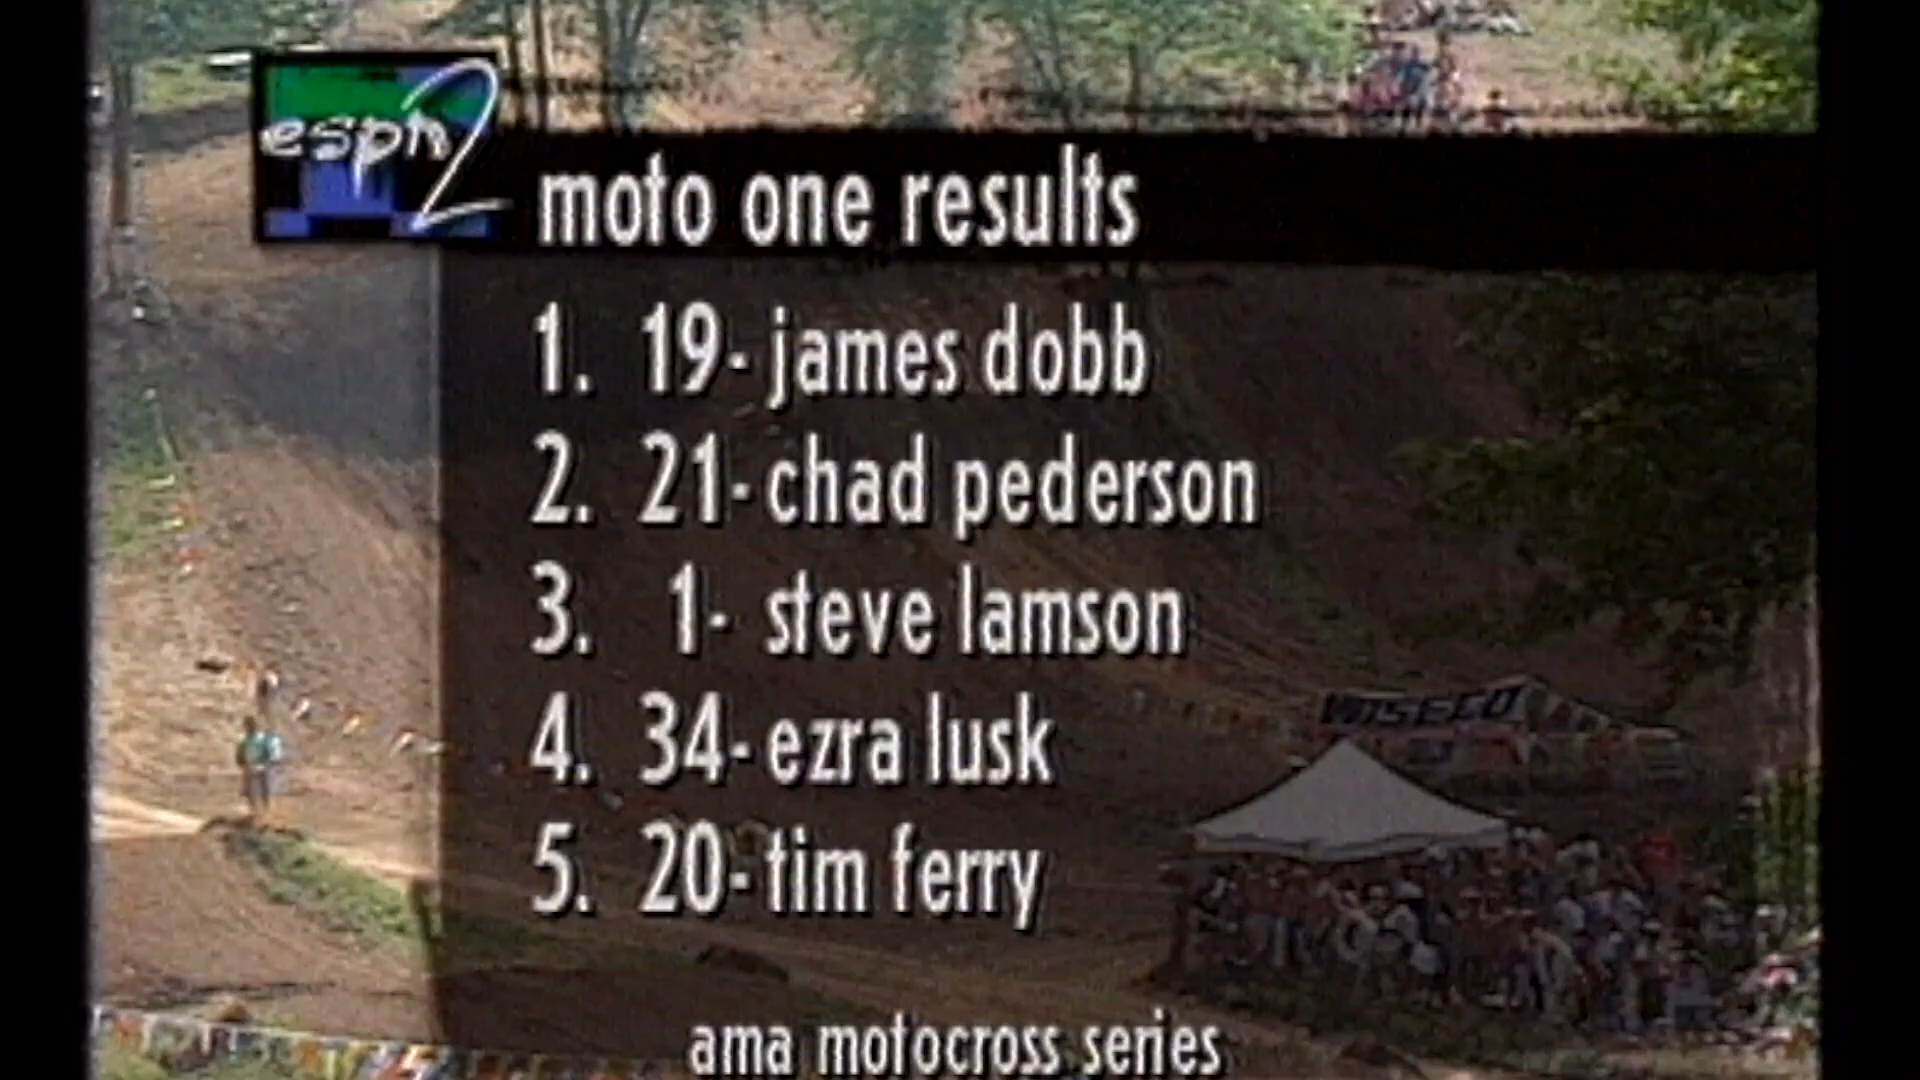 espn2
moto one results
1. 19- james dobb
2. 21- chad pederson
3. 1- steve lamson
4. 34- ezra lusk
5. 20- tim ferry
WISECO
ama motocross series